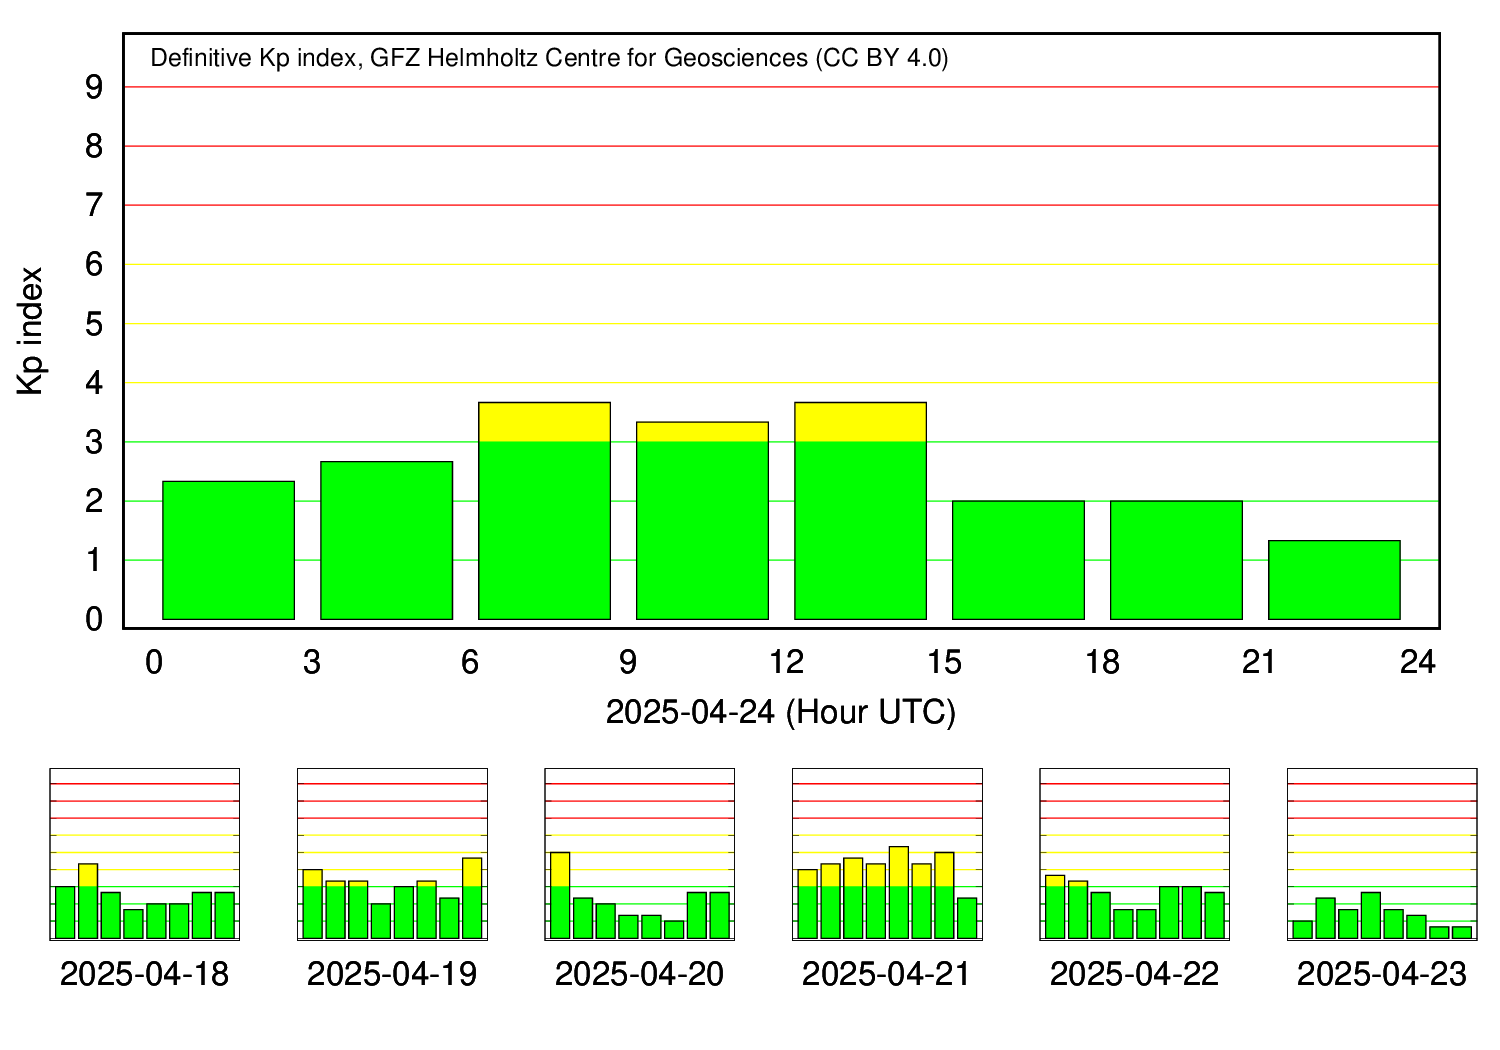 Definitive Kp index, GFZ Helmholtz Centre for Geosciences (CC BY 4.0)
9
8
7
6
5
4
3
2
1
0
Kp index
0 3 6 9 12 15 18 21 24
2025-04-24 (Hour UTC)
2025-04-18 2025-04-19 2025-04-20 2025-04-21 2025-04-22 2025-04-23